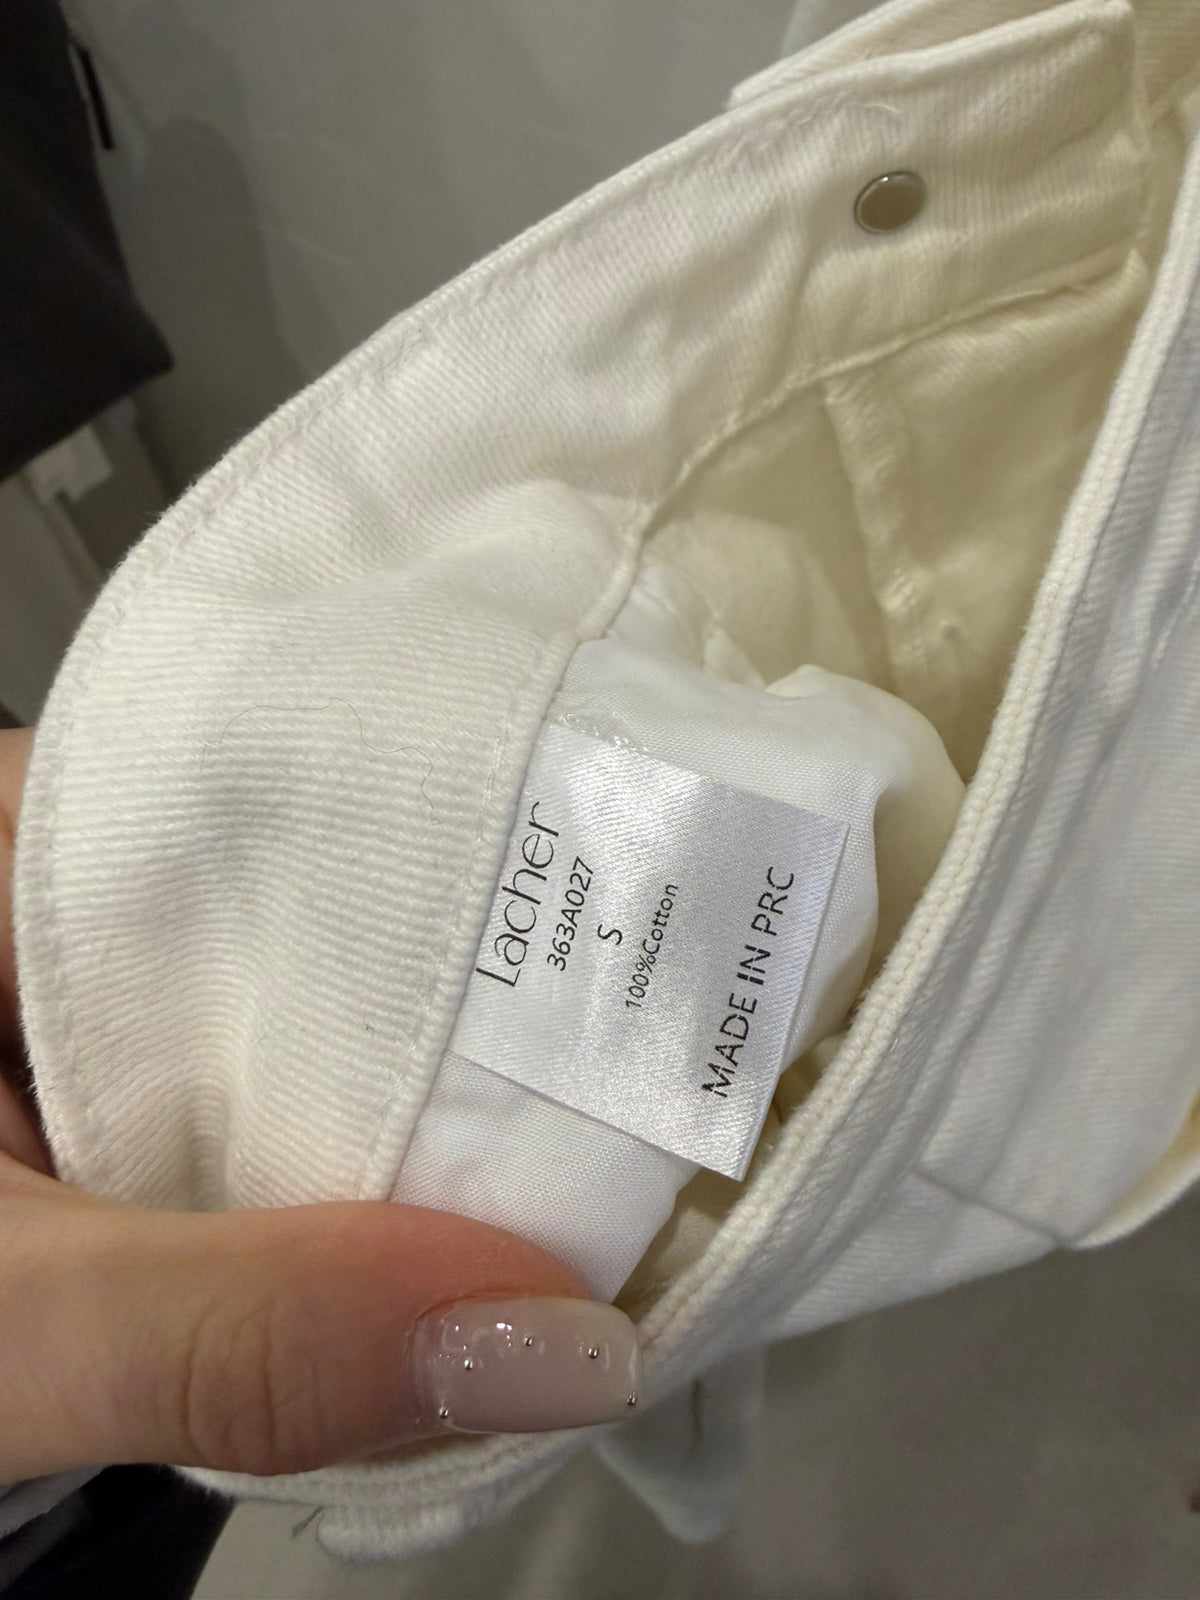 Lacher
363A027
S
100%Cotton
MADE IN PRC